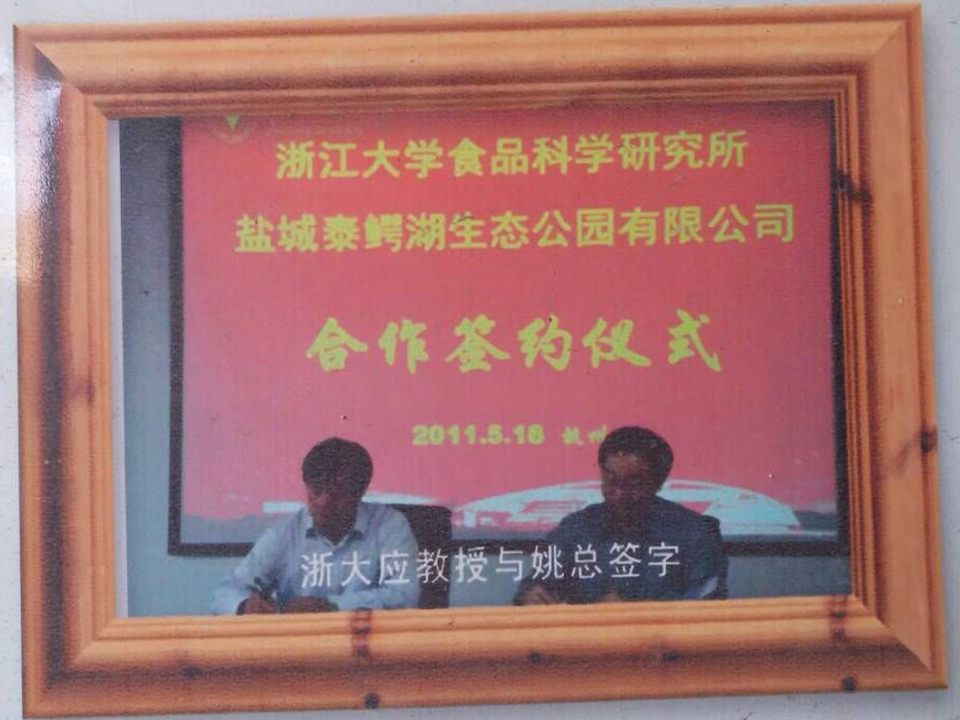 浙江大学食品科学研究所
盐城泰鳄湖生态公园有限公司
合作签约仪式
2011.5.18 杭州
浙大应教授与姚总签字